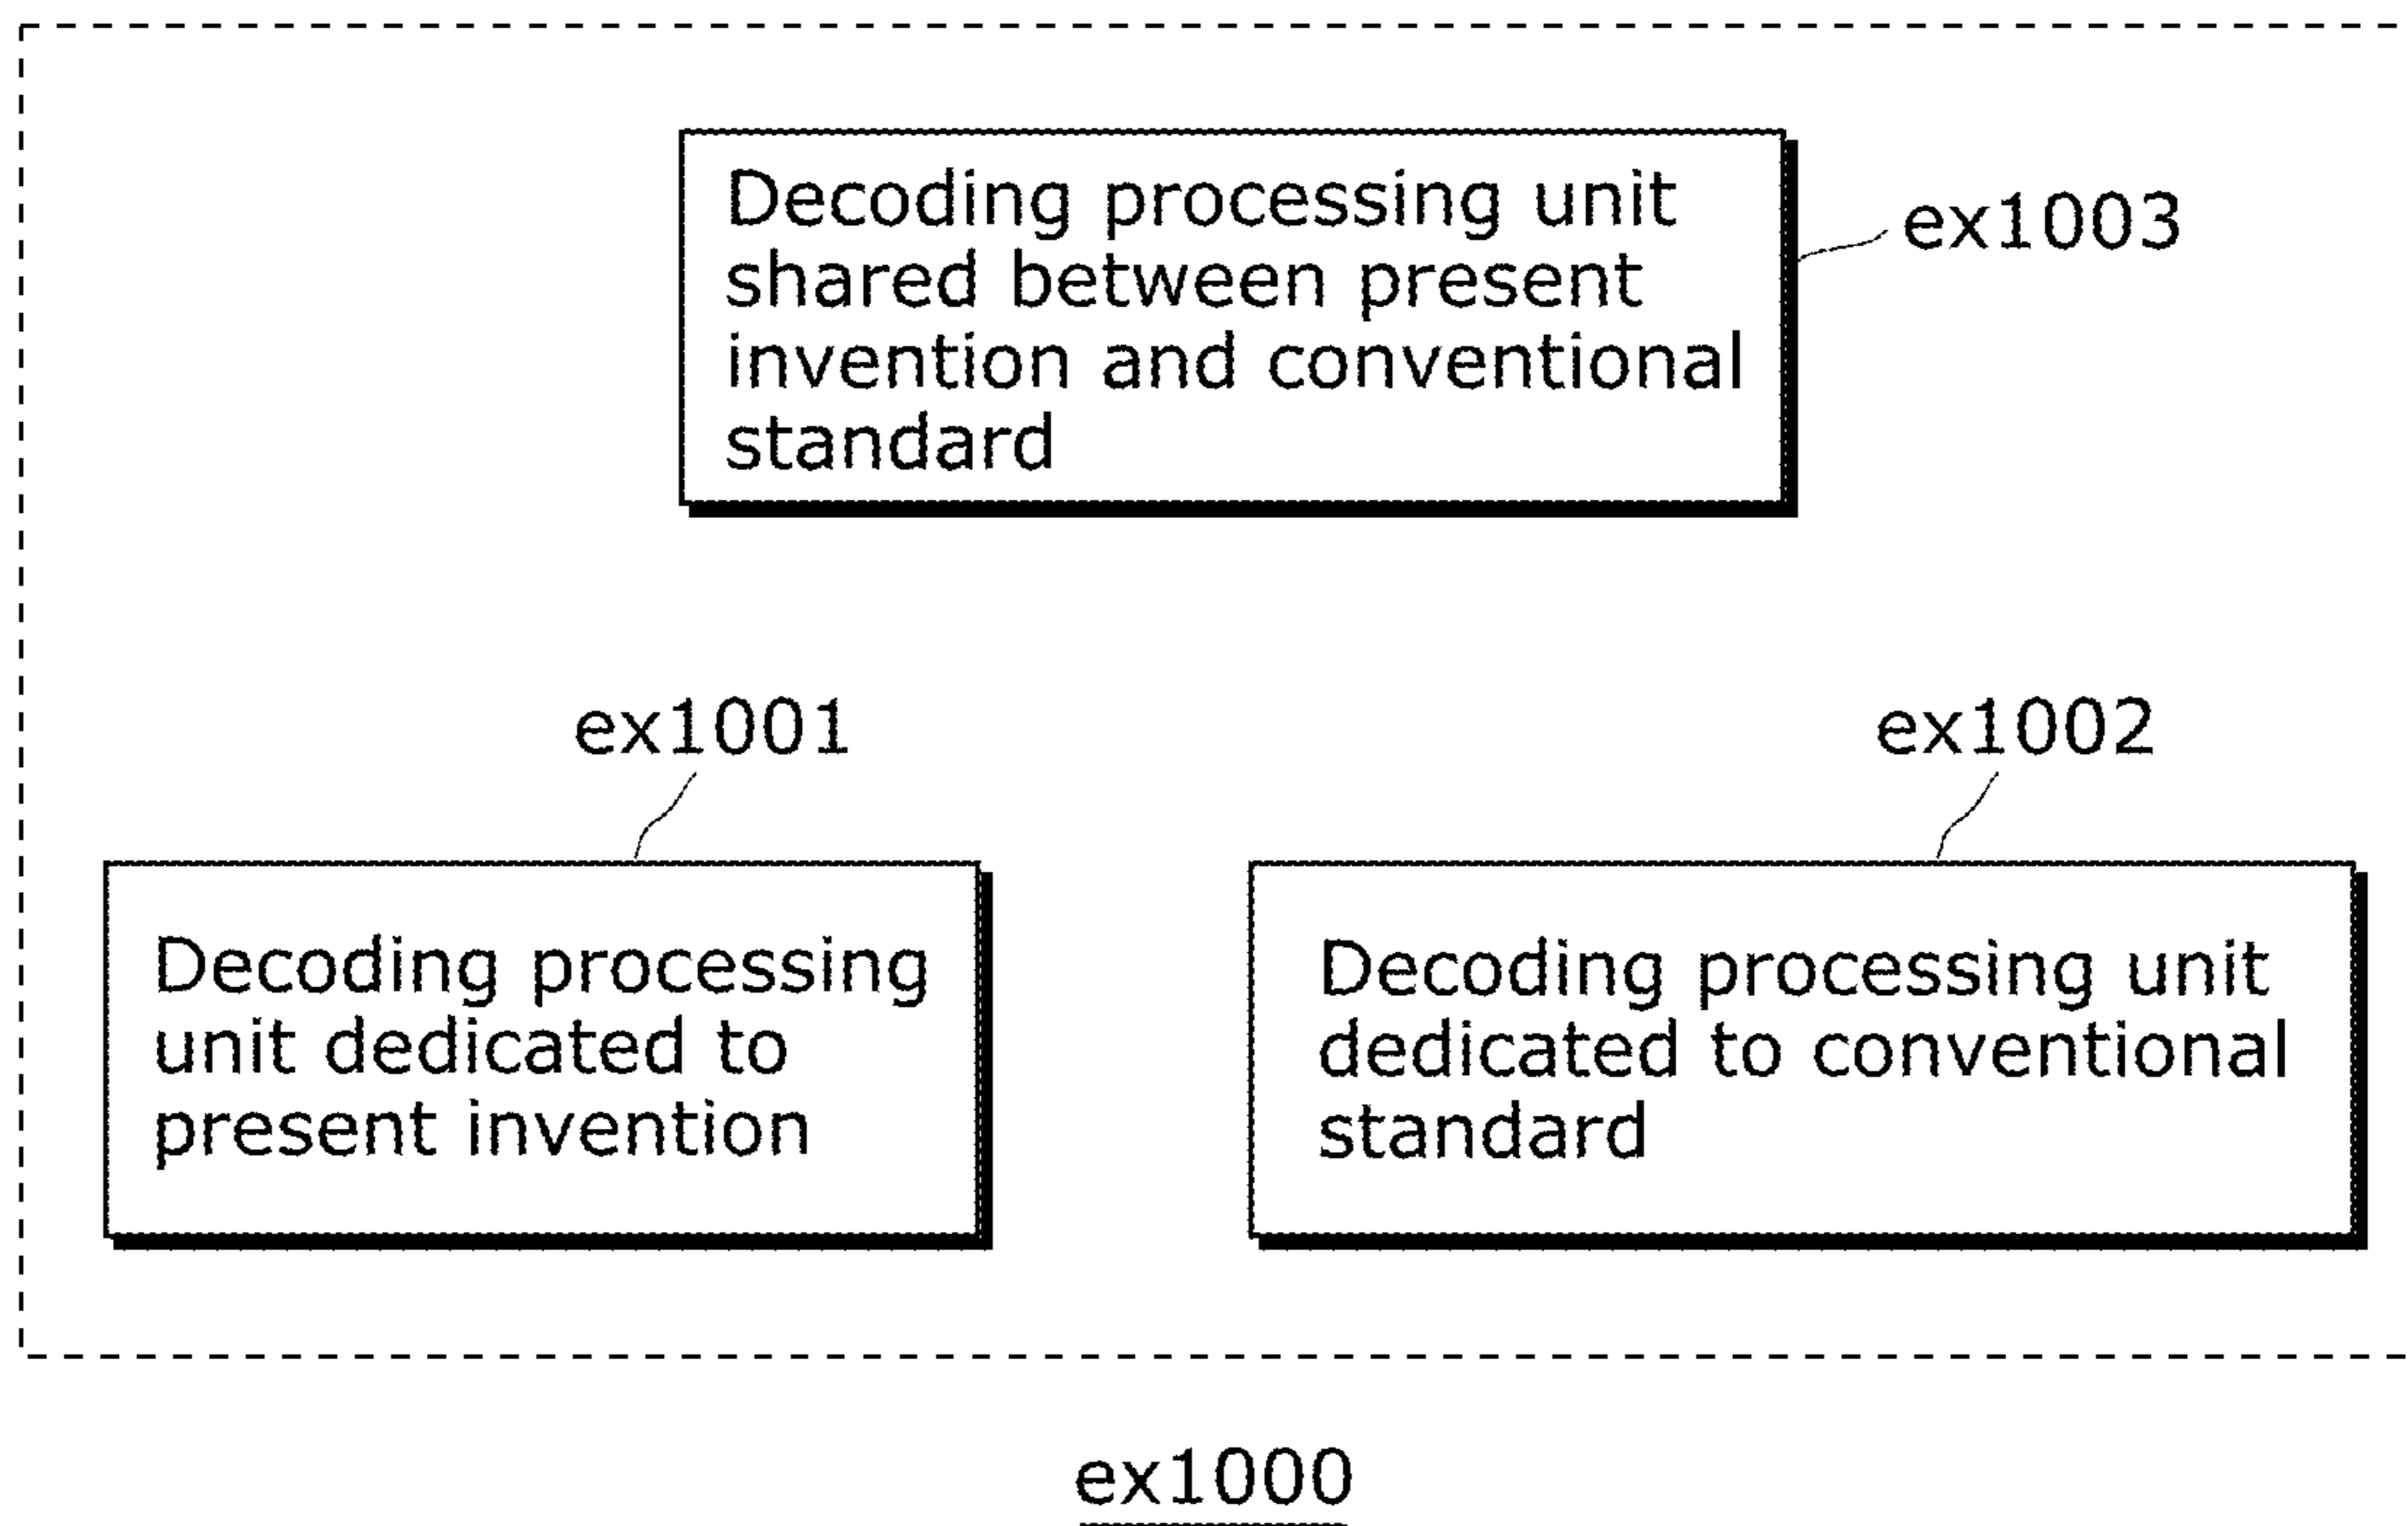 Decoding processing unit
shared between present
invention and conventional
standard
ex1003
ex1001
ex1002
Decoding processing
unit dedicated to
present invention
Decoding processing unit
dedicated to conventional
standard
ex1000